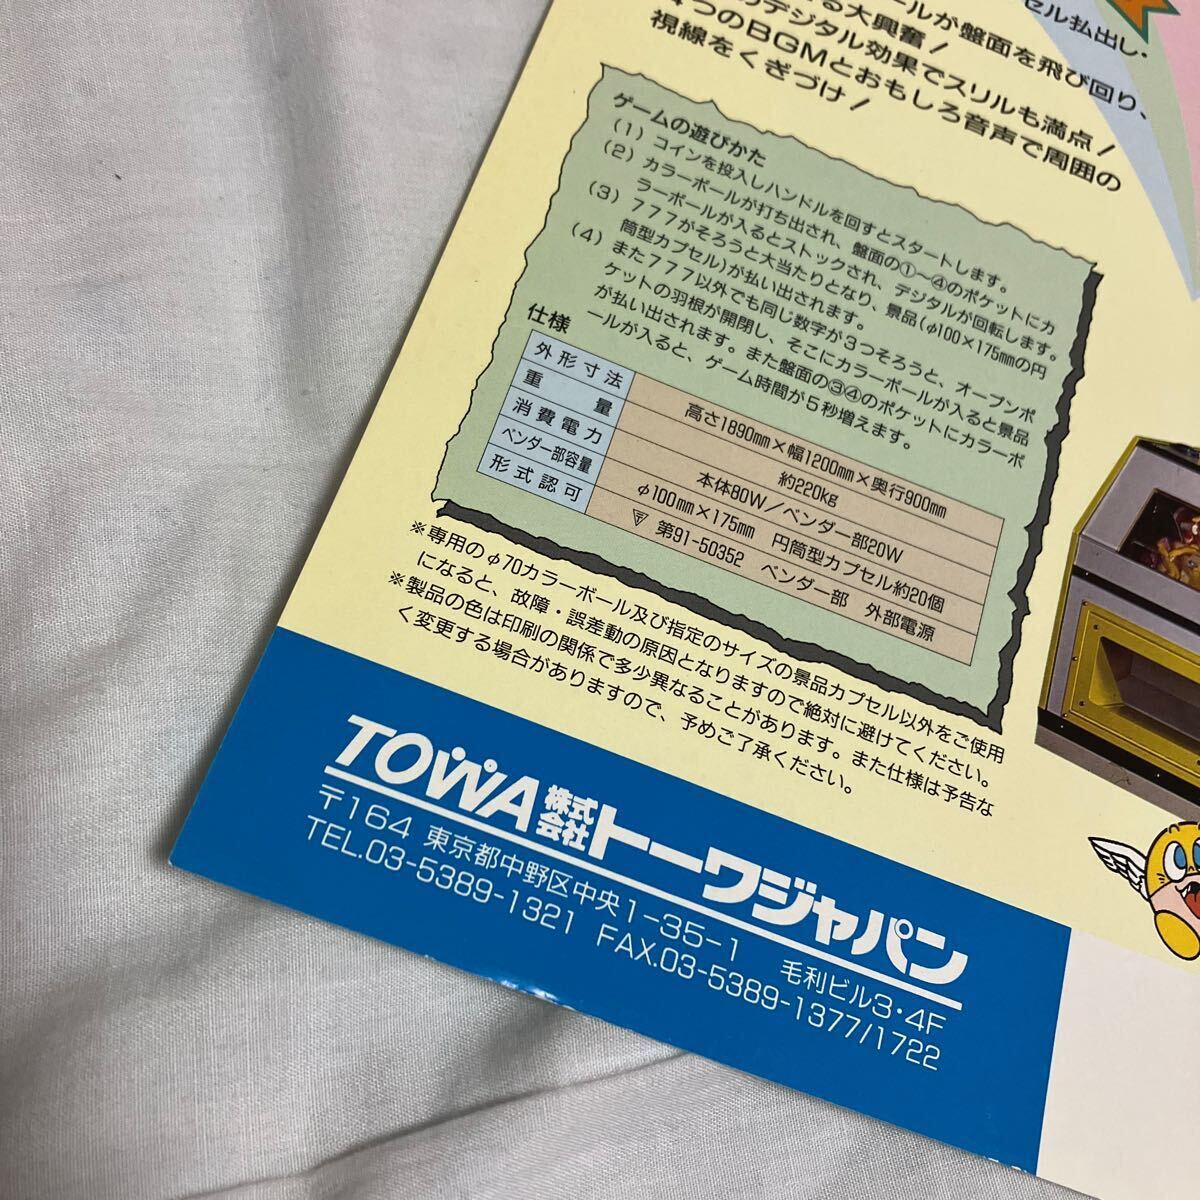 セル払出し・
ールが盤面を飛び回り、
る大興奮！
のデジタル効果でスリルも満点！
4つのBGMとおもしろ音声で周囲の
視線をくぎづけ！
ゲームの遊びかた
(1) コインを投入しハンドルを回すとスタートします。
(2) カラーボールが打ち出され、盤面の①〜④のポケットにカ
ラーボールが入るとストックされ、デジタルが回転します。
(3) 777がそろうと大当たりとなり、景品(φ100×175mmの円
筒型カプセル)が払い出されます。
(4) また777以外でも同じ数字が3つそろうと、オープンポ
ケットの羽根が開閉し、そこにカラーボールが入ると景品
が払い出されます。また盤面の③④のポケットにカラーボ
ールが入ると、ゲーム時間が5秒増えます。
仕様
外形寸法 高さ1890mm×幅1200mm×奥行900mm
重量 約220kg
消費電力 本体80W／ベンダー部20W
ベンダー部容量 φ100mm×175mm 円筒型カプセル約20個
形式認可 第91-50352 ベンダー部 外部電源
※専用のφ70カラーボール及び指定のサイズの景品カプセル以外をご使用
になると、故障・誤差動の原因となりますので絶対に避けてください。
※製品の色は印刷の関係で多少異なることがあります。また仕様は予告な
く変更する場合がありますので、予めご了承ください。
TOWA 株式会社トーワジャパン
〒164 東京都中野区中央1-35-1 毛利ビル3・4F
TEL.03-5389-1321 FAX.03-5389-1377/1722